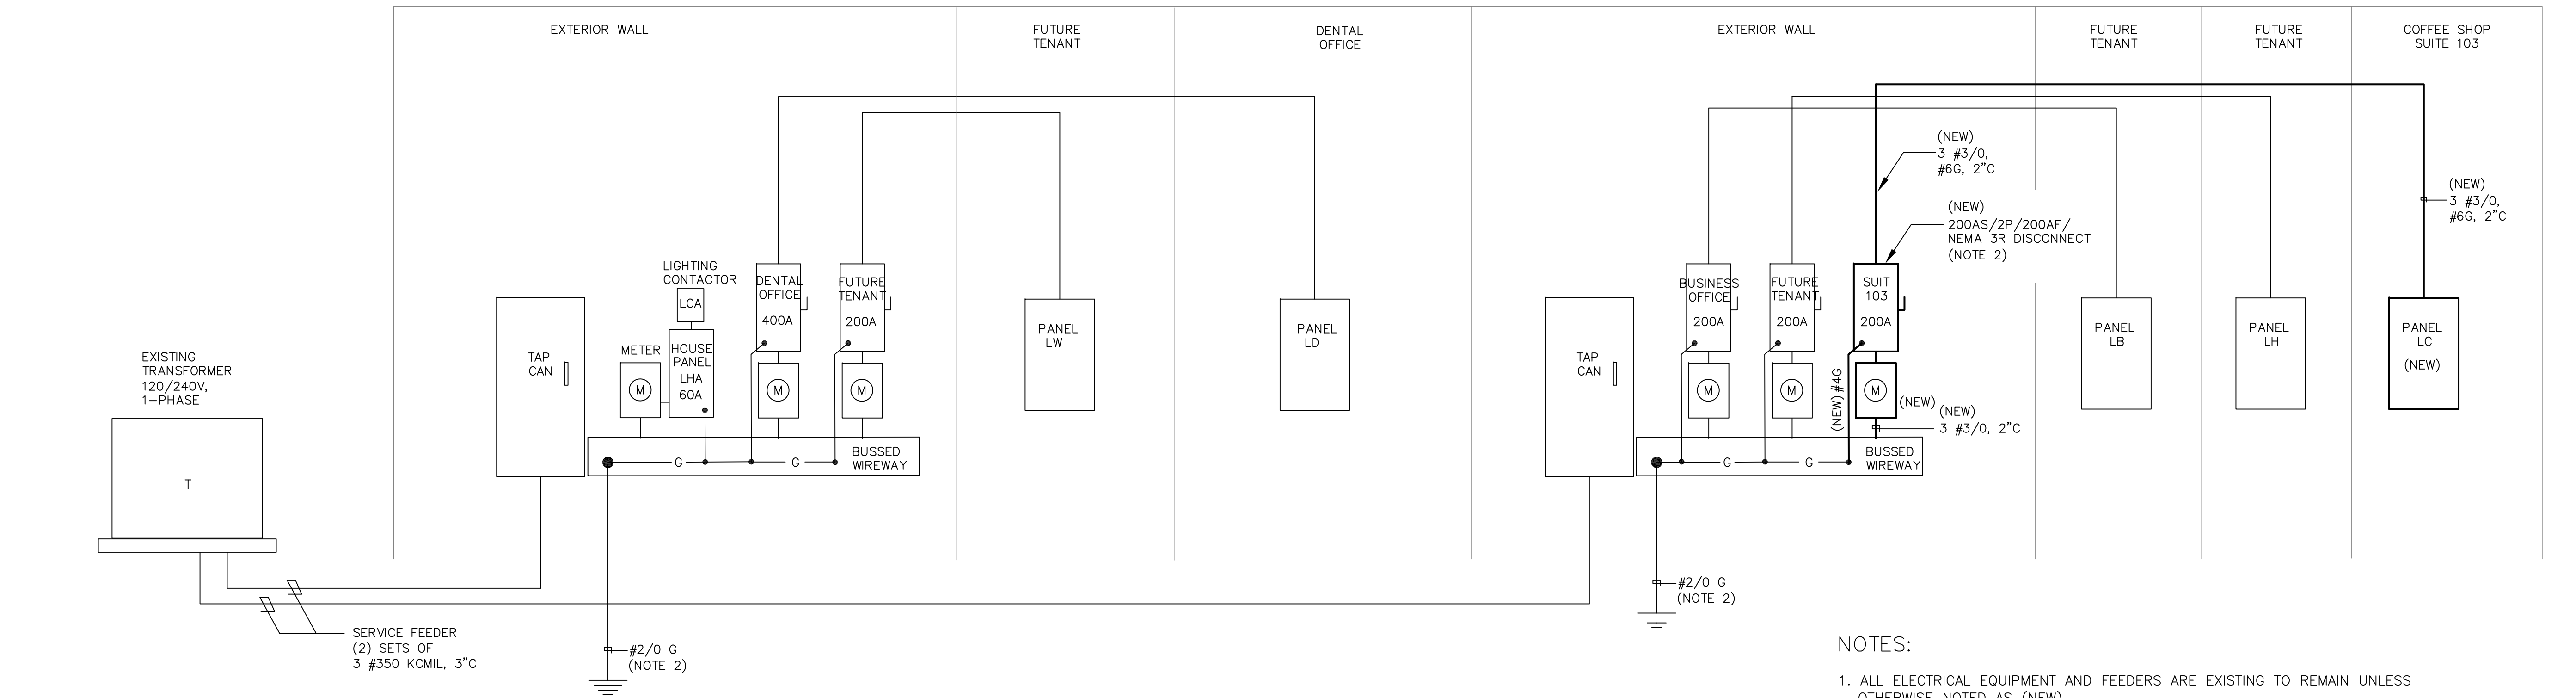 EXTERIOR WALL
FUTURE
TENANT
DENTAL
OFFICE
EXTERIOR WALL
FUTURE
TENANT
FUTURE
TENANT
COFFEE SHOP
SUITE 103
EXISTING
TRANSFORMER
120/240V,
1-PHASE
T
SERVICE FEEDER
(2) SETS OF
3 #350 KCMIL, 3"C
TAP
CAN
METER
M
LIGHTING
CONTACTOR
LCA
HOUSE
PANEL
LHA
60A
DENTAL
OFFICE
400A
M
FUTURE
TENANT
200A
M
G
G
BUSSED
WIREWAY
#2/0 G
(NOTE 2)
PANEL
LW
PANEL
LD
TAP
CAN
BUSINESS
OFFICE
200A
M
FUTURE
TENANT
200A
M
(NEW) #4G
SUIT
103
200A
M
(NEW)
(NEW)
3 #3/0, 2"C
G
G
BUSSED
WIREWAY
#2/0 G
(NOTE 2)
(NEW)
3 #3/0,
#6G, 2"C
(NEW)
200AS/2P/200AF/
NEMA 3R DISCONNECT
(NOTE 2)
PANEL
LB
PANEL
LH
PANEL
LC
(NEW)
(NEW)
3 #3/0,
#6G, 2"C
NOTES:
1. ALL ELECTRICAL EQUIPMENT AND FEEDERS ARE EXISTING TO REMAIN UNLESS
OTHERWISE NOTED AS (NEW)